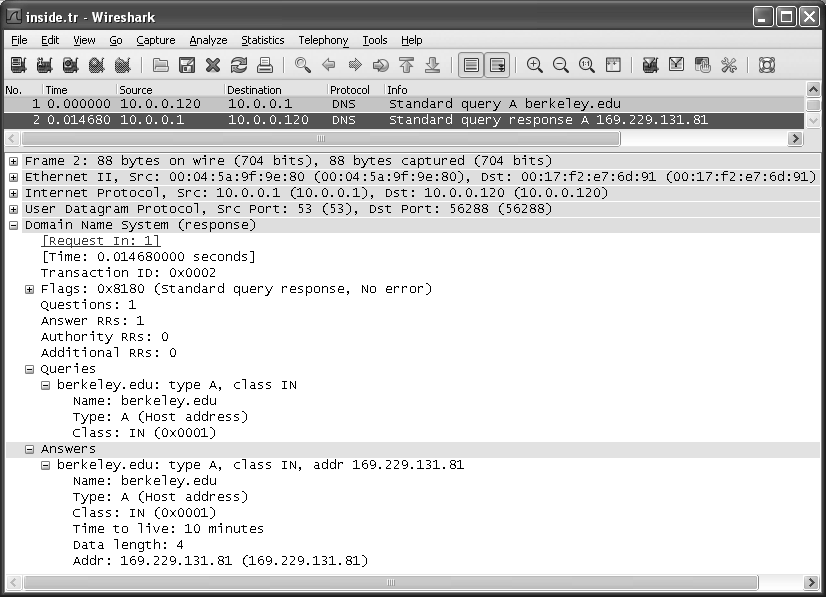 inside.tr - Wireshark
File Edit View Go Capture Analyze Statistics Telephony Tools Help
No. Time Source Destination Protocol Info
1 0.000000 10.0.0.120 10.0.0.1 DNS Standard query A berkeley.edu
2 0.014680 10.0.0.1 10.0.0.120 DNS Standard query response A 169.229.131.81
Frame 2: 88 bytes on wire (704 bits), 88 bytes captured (704 bits)
Ethernet II, Src: 00:04:5a:9f:9e:80 (00:04:5a:9f:9e:80), Dst: 00:17:f2:e7:6d:91 (00:17:f2:e7:6d:91)
Internet Protocol, Src: 10.0.0.1 (10.0.0.1), Dst: 10.0.0.120 (10.0.0.120)
User Datagram Protocol, Src Port: 53 (53), Dst Port: 56288 (56288)
Domain Name System (response)
[Request In: 1]
[Time: 0.014680000 seconds]
Transaction ID: 0x0002
Flags: 0x8180 (Standard query response, No error)
Questions: 1
Answer RRs: 1
Authority RRs: 0
Additional RRs: 0
Queries
berkeley.edu: type A, class IN
Name: berkeley.edu
Type: A (Host address)
Class: IN (0x0001)
Answers
berkeley.edu: type A, class IN, addr 169.229.131.81
Name: berkeley.edu
Type: A (Host address)
Class: IN (0x0001)
Time to live: 10 minutes
Data length: 4
Addr: 169.229.131.81 (169.229.131.81)